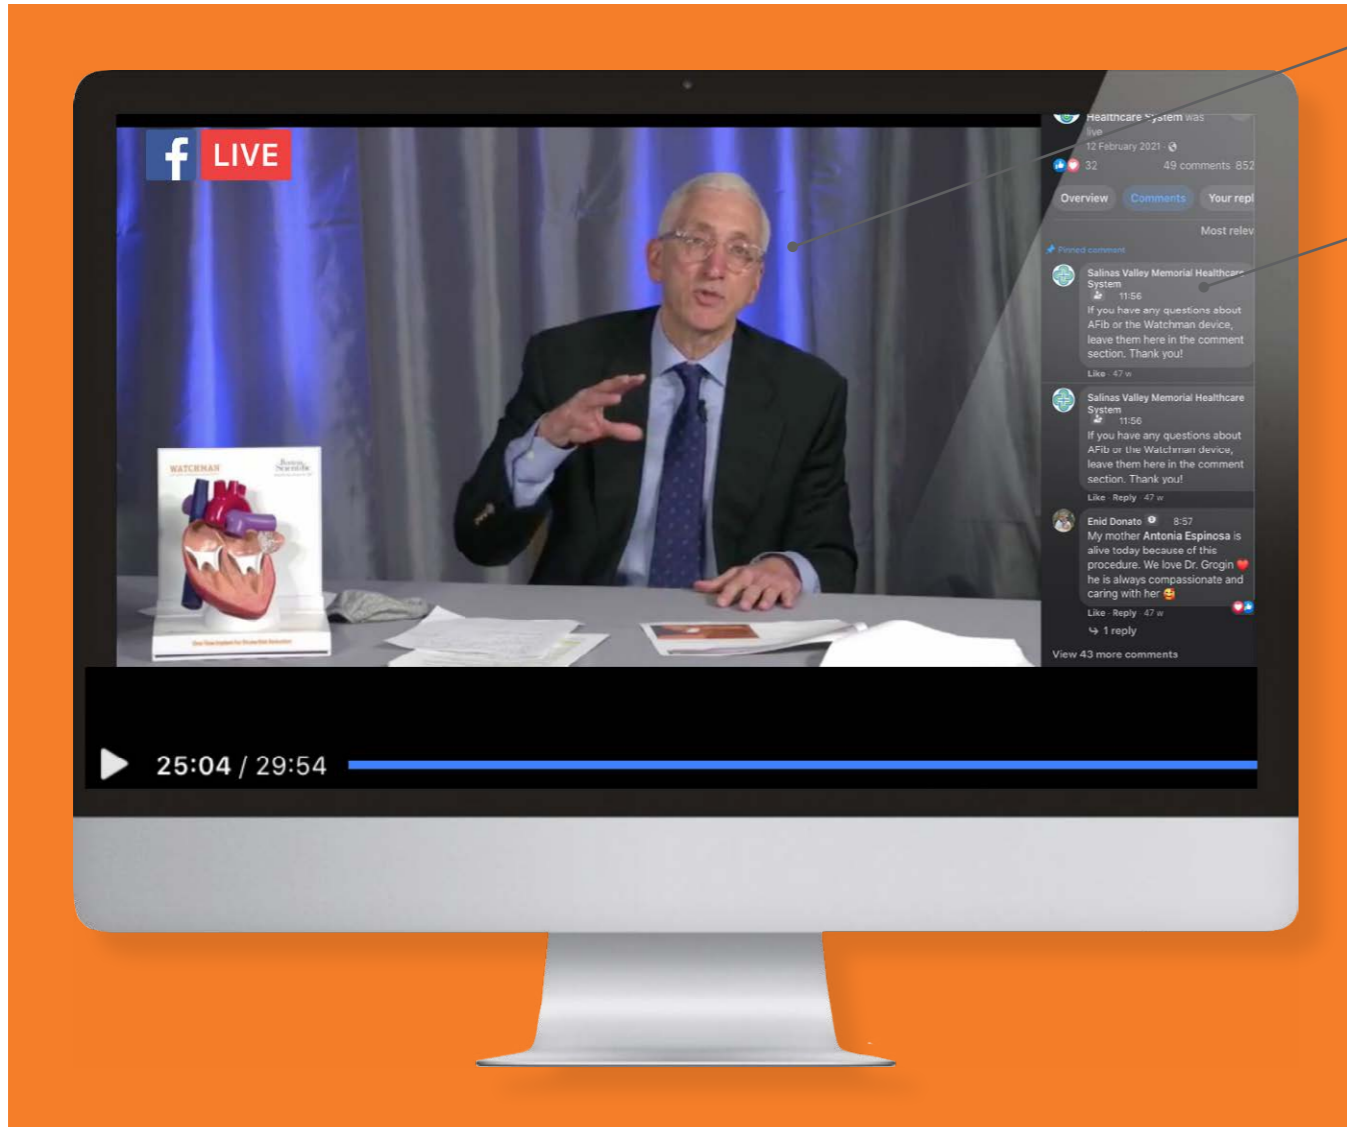 f LIVE
Healthcare System was
live
12 February 2021
32 49 comments 852
Overview Comments Your repl
Most relev
Pinned comment
Salinas Valley Memorial Healthcare
System
11:56
If you have any questions about
AFib or the Watchman device,
leave them here in the comment
section. Thank you!
Like · 47 w
Salinas Valley Memorial Healthcare
System
11:56
If you have any questions about
AFib or the Watchman device,
leave them here in the comment
section. Thank you!
Like · Reply · 47 w
Enid Donato 8:57
My mother Antonia Espinosa is
alive today because of this
procedure. We love Dr. Grogin
he is always compassionate and
caring with her
Like · Reply · 47 w
1 reply
View 43 more comments
WATCHMAN
Boston
Scientific
25:04 / 29:54